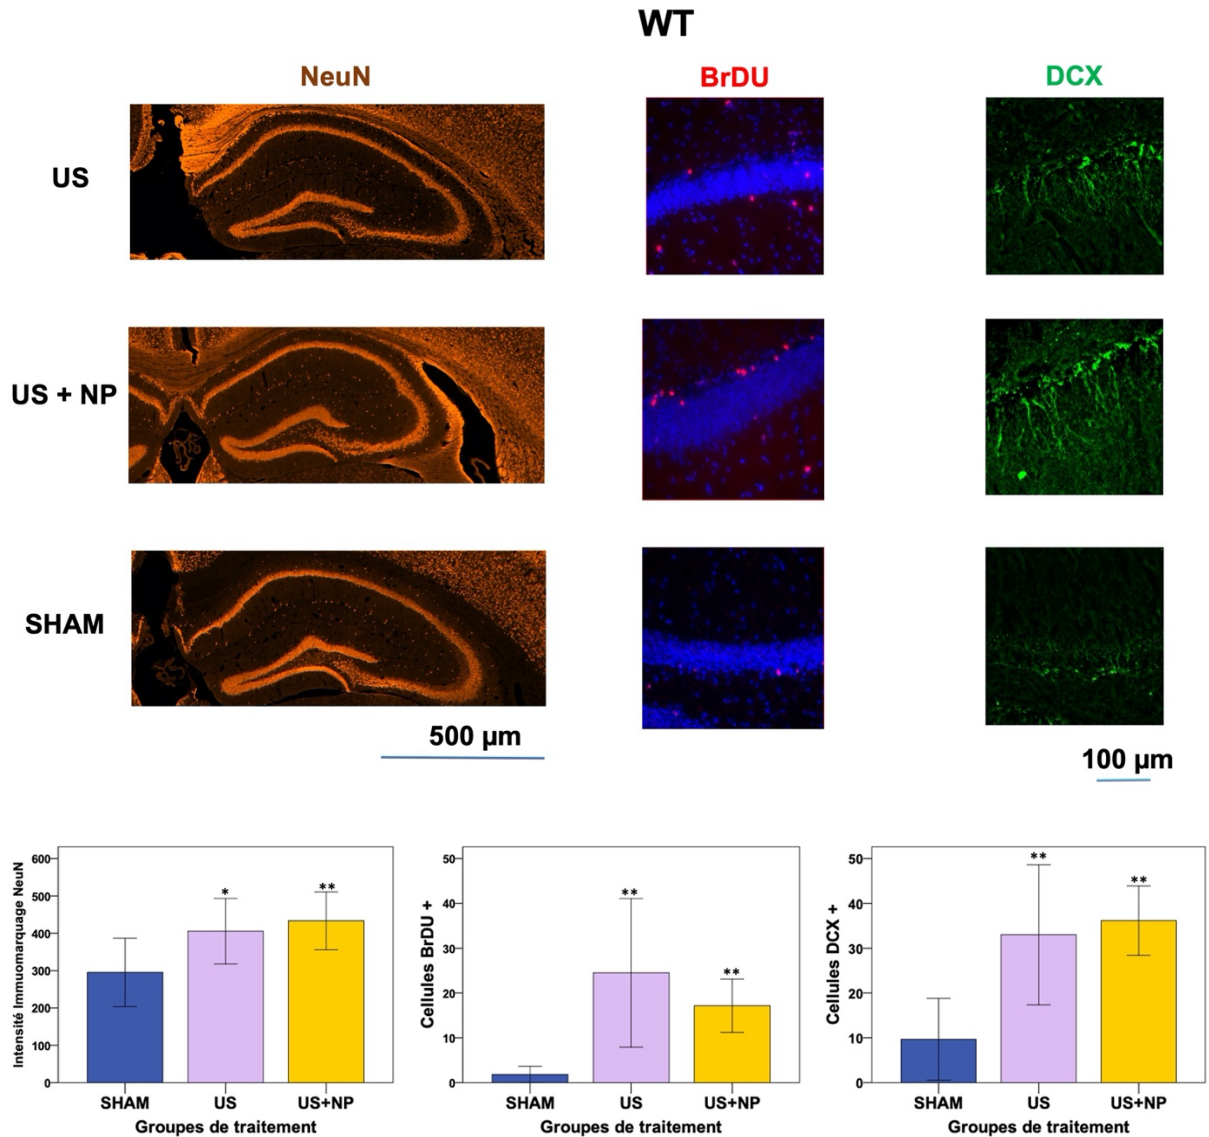 WT
NeuN
BrDU
DCX
US
US + NP
SHAM
500 µm
100 µm
Intensité Immuomarquage NeuN
600
500
400
300
200
100
0
*
**
SHAM
US
US+NP
Groupes de traitement
Cellules BrDU +
50
40
30
20
10
0
**
**
SHAM
US
US+NP
Groupes de traitement
Cellules DCX +
50
40
30
20
10
0
**
**
SHAM
US
US+NP
Groupes de traitement